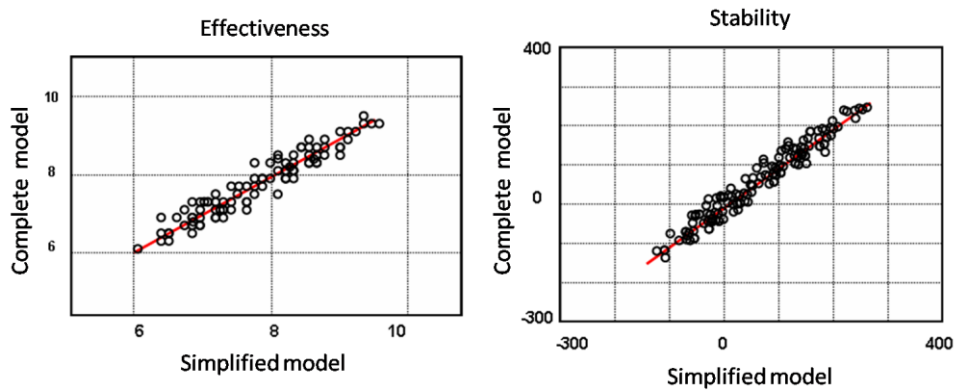 Effectiveness
Complete model
10
8
6
6 8 10
Simplified model
Stability
Complete model
400
0
-300
-300 0 400
Simplified model